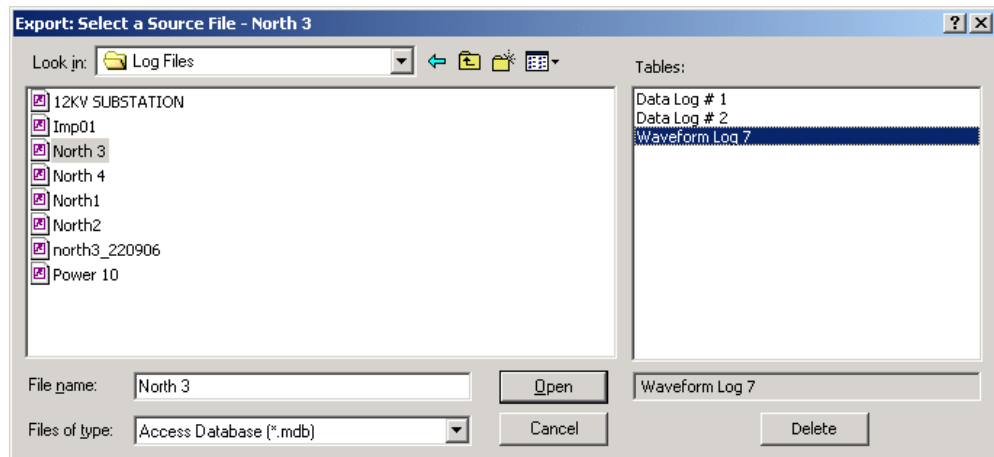 Export: Select a Source File - North 3
Look in: Log Files
Tables:
12KV SUBSTATION
Imp01
North 3
North 4
North1
North2
north3_220906
Power 10
Data Log # 1
Data Log # 2
Waveform Log 7
File name: North 3 Open Waveform Log 7
Files of type: Access Database (*.mdb) Cancel Delete